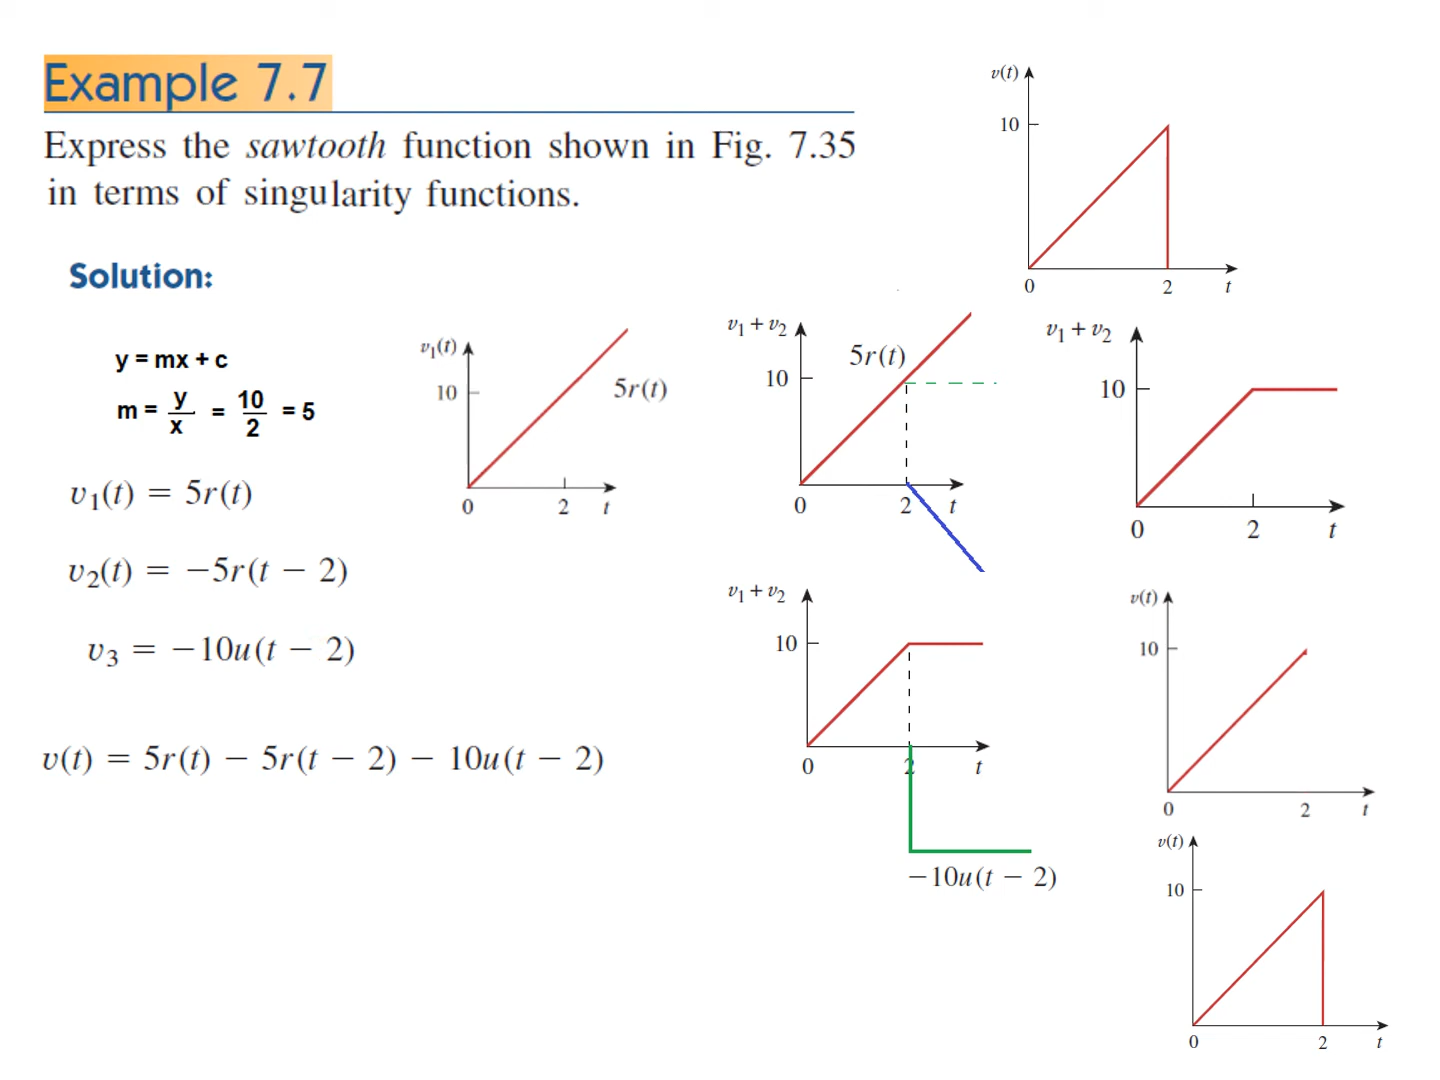 Example 7.7
Express the sawtooth function shown in Fig. 7.35
in terms of singularity functions.
Solution:
y = mx + c
m = y/x = 10/2 = 5
v₁(t) = 5r(t)
v₂(t) = −5r(t − 2)
v₃ = −10u(t − 2)
v(t) = 5r(t) − 5r(t − 2) − 10u(t − 2)
v(t)
10
0 2 t
v₁(t)
10
5r(t)
0 2 t
v₁ + v₂
5r(t)
10
0 2 t
v₁ + v₂
10
0 2 t
v₁ + v₂
10
0 2 t
−10u(t − 2)
v(t)
10
0 2 t
v(t)
10
0 2 t